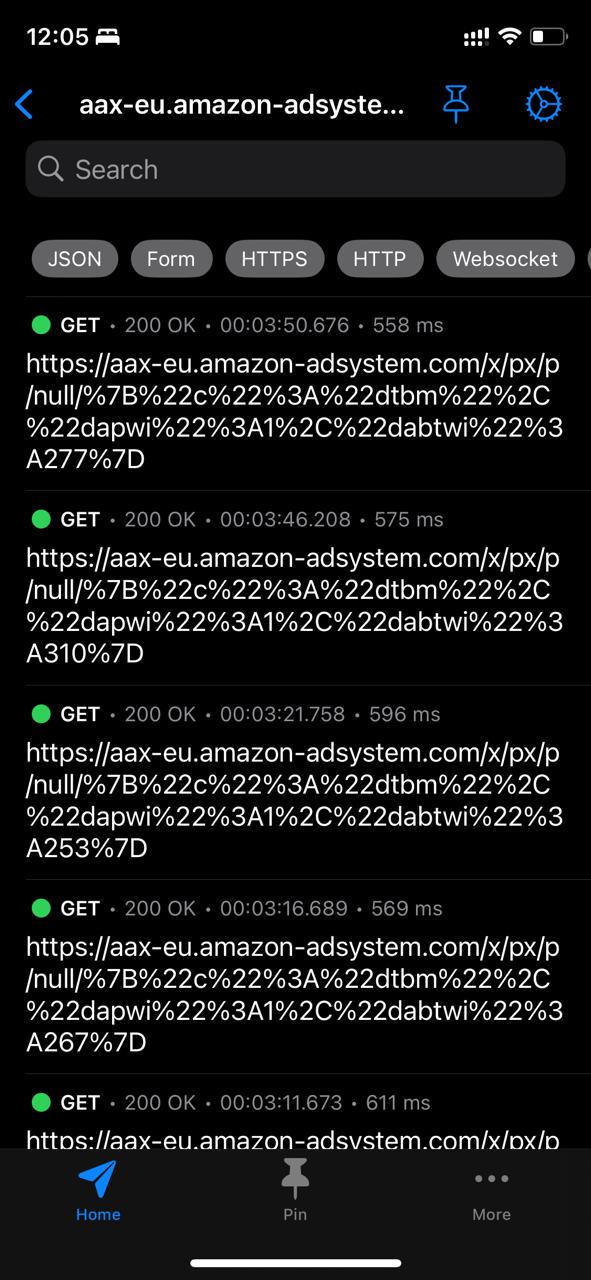 12:05
aax-eu.amazon-adsyste...
Search
JSON Form HTTPS HTTP Websocket
GET • 200 OK • 00:03:50.676 • 558 ms
https://aax-eu.amazon-adsystem.com/x/px/p
/null/%7B%22c%22%3A%22dtbm%22%2C
%22dapwi%22%3A1%2C%22dabtwi%22%3
A277%7D
GET • 200 OK • 00:03:46.208 • 575 ms
https://aax-eu.amazon-adsystem.com/x/px/p
/null/%7B%22c%22%3A%22dtbm%22%2C
%22dapwi%22%3A1%2C%22dabtwi%22%3
A310%7D
GET • 200 OK • 00:03:21.758 • 596 ms
https://aax-eu.amazon-adsystem.com/x/px/p
/null/%7B%22c%22%3A%22dtbm%22%2C
%22dapwi%22%3A1%2C%22dabtwi%22%3
A253%7D
GET • 200 OK • 00:03:16.689 • 569 ms
https://aax-eu.amazon-adsystem.com/x/px/p
/null/%7B%22c%22%3A%22dtbm%22%2C
%22dapwi%22%3A1%2C%22dabtwi%22%3
A267%7D
GET • 200 OK • 00:03:11.673 • 611 ms
https://aax-eu.amazon-adsystem.com/x/px/p
Home Pin More